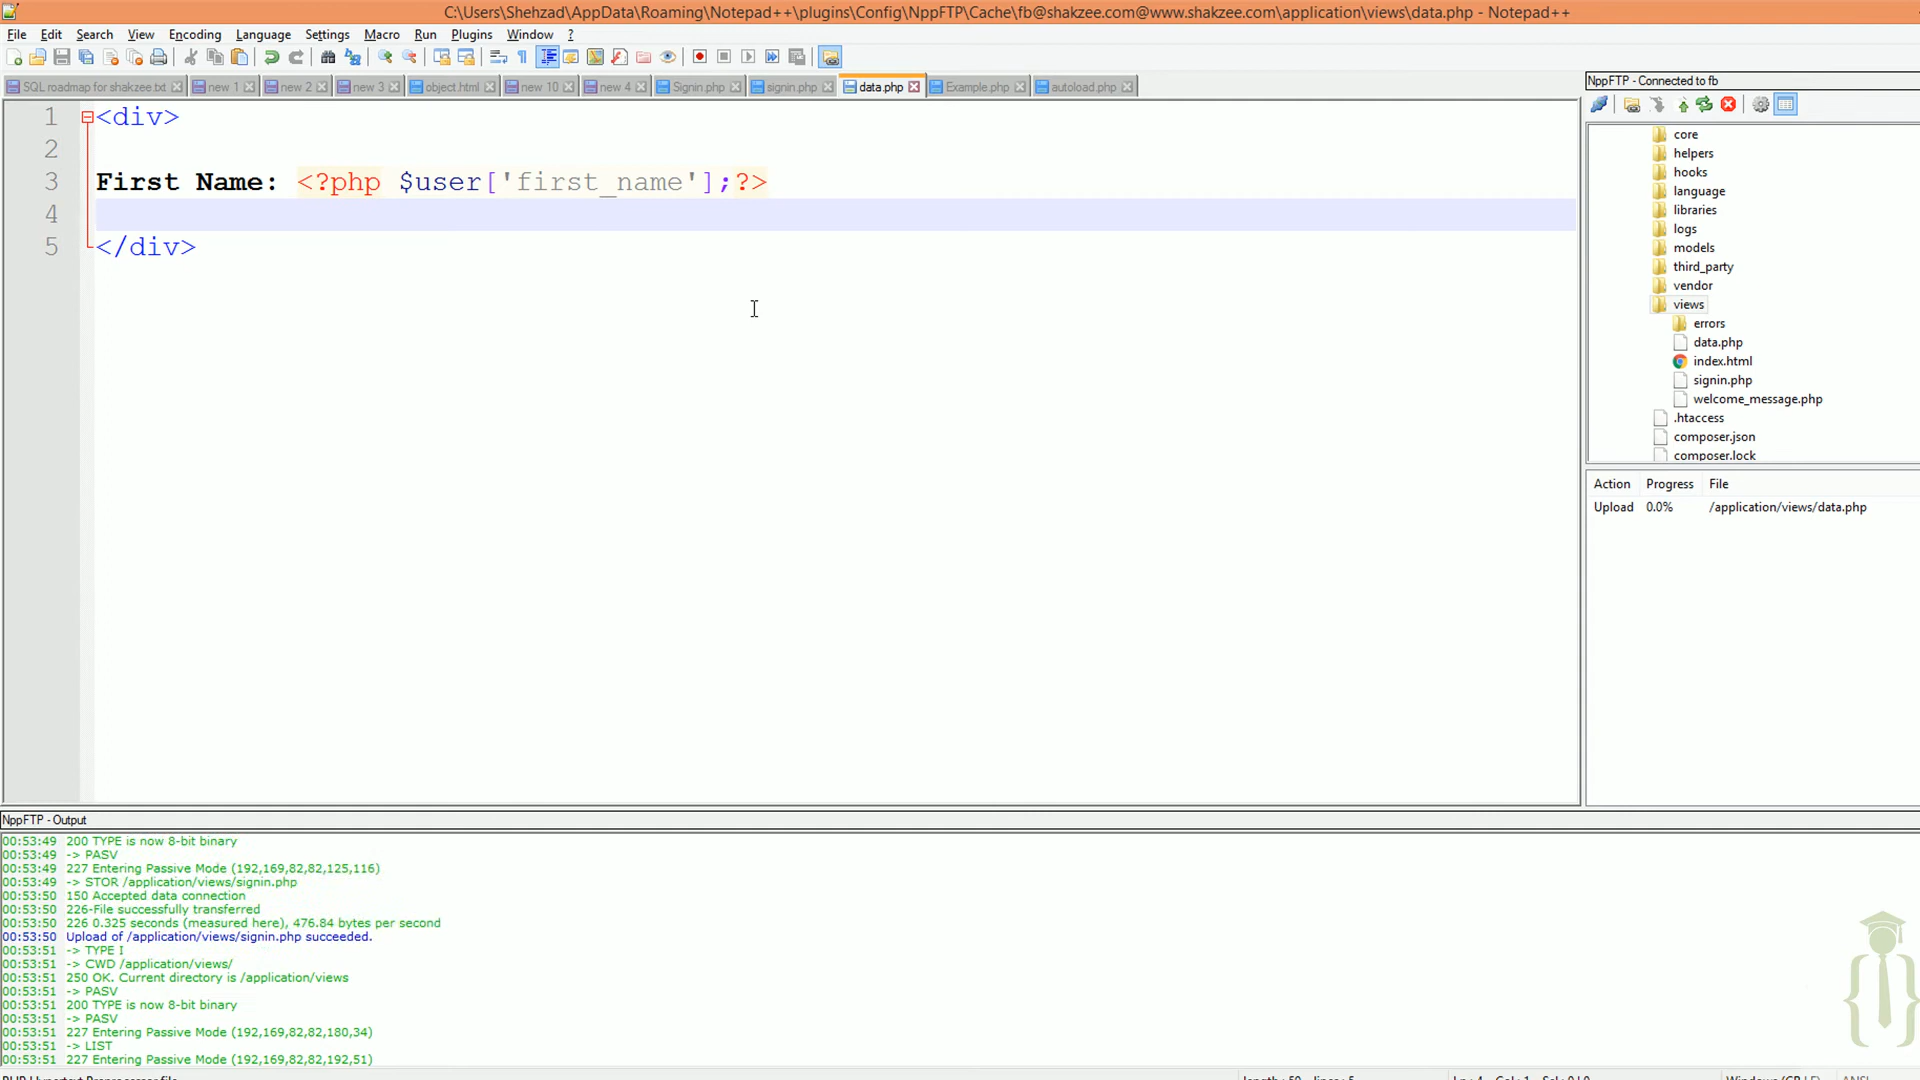 C:\Users\Shehzad\AppData\Roaming\Notepad++\plugins\Config\NppFTP\Cache\fb@shakzee.com@www.shakzee.com\application\views\data.php - Notepad++
File Edit Search View Encoding Language Settings Macro Run Plugins Window ?
SQL roadmap for shakzee.txt new 1 new 2 new 3 object.html new 10 new 4 Signin.php signin.php data.php Example.php autoload.php
1 <div>
2
3 First Name: <?php $user['first_name'];?>
4
5 </div>
NppFTP - Connected to fb
core
helpers
hooks
language
libraries
logs
models
third_party
vendor
views
errors
data.php
index.html
signin.php
welcome_message.php
.htaccess
composer.json
composer.lock
Action Progress File
Upload 0.0% /application/views/data.php
NppFTP - Output
00:53:49 200 TYPE is now 8-bit binary
00:53:49 -> PASV
00:53:49 227 Entering Passive Mode (192,169,82,82,125,116)
00:53:49 -> STOR /application/views/signin.php
00:53:50 150 Accepted data connection
00:53:50 226-File successfully transferred
00:53:50 226 0.325 seconds (measured here), 476.84 bytes per second
00:53:50 Upload of /application/views/signin.php succeeded.
00:53:51 -> TYPE I
00:53:51 -> CWD /application/views/
00:53:51 250 OK. Current directory is /application/views
00:53:51 -> PASV
00:53:51 200 TYPE is now 8-bit binary
00:53:51 -> PASV
00:53:51 227 Entering Passive Mode (192,169,82,82,180,34)
00:53:51 -> LIST
00:53:51 227 Entering Passive Mode (192,169,82,82,192,51)